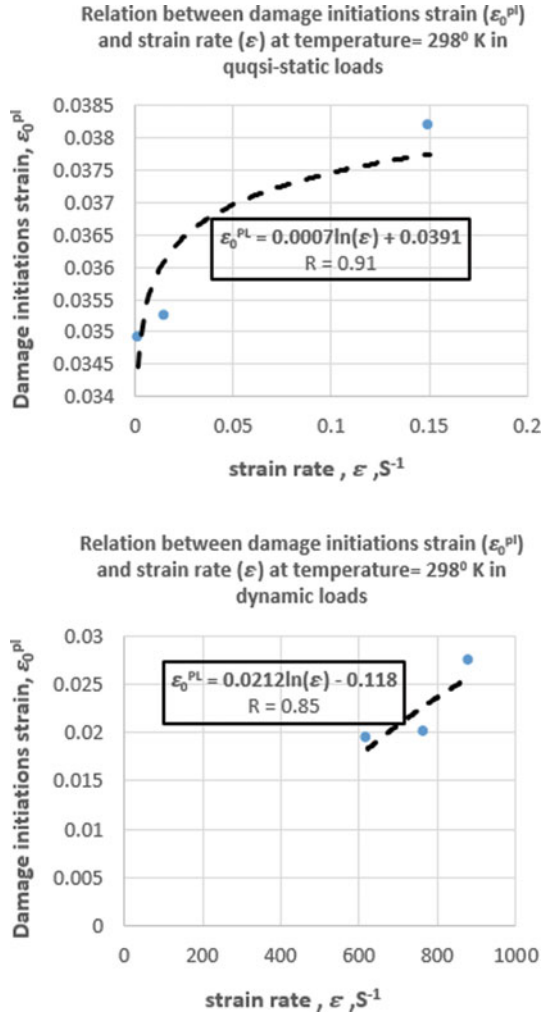 Relation between damage initiations strain (ε₀ᵖˡ)
and strain rate (ε) at temperature= 298⁰ K in
quqsi-static loads
Damage initiations strain, ε₀ᵖˡ
0.0385
0.038
0.0375
0.037
0.0365
0.036
0.0355
0.035
0.0345
0.034
ε₀ᴾᴸ = 0.0007ln(ε) + 0.0391
R = 0.91
0 0.05 0.1 0.15 0.2
strain rate , ε ,S⁻¹
Relation between damage initiations strain (ε₀ᵖˡ)
and strain rate (ε) at temperature= 298⁰ K in
dynamic loads
Damage initiations strain, ε₀ᵖˡ
0.03
0.025
0.02
0.015
0.01
0.005
0
ε₀ᴾᴸ = 0.0212ln(ε) - 0.118
R = 0.85
0 200 400 600 800 1000
strain rate , ε,S⁻¹